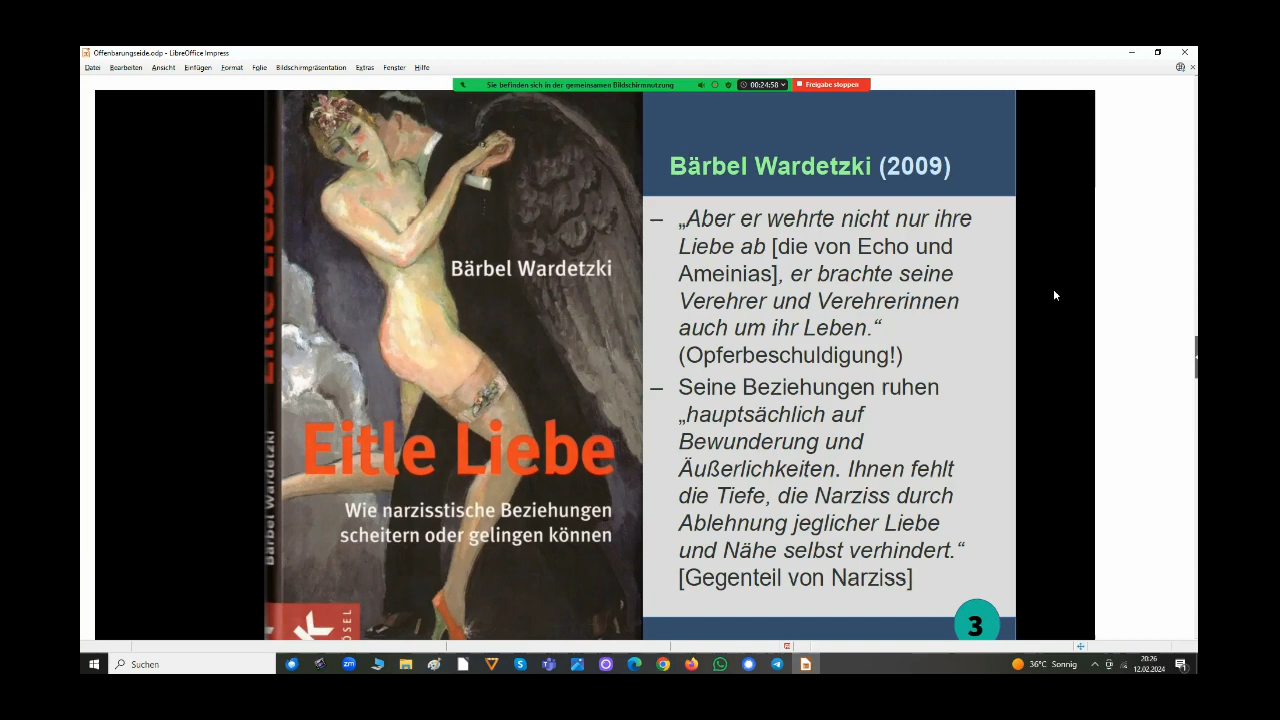 Offenbarungseide.odp - LibreOffice Impress
Datei Bearbeiten Ansicht Einfügen Format Folie Bildschirmpräsentation Extras Fenster Hilfe
Sie befinden sich in der gemeinsamen Bildschirmnutzung
00:24:58
Freigabe stoppen
Eitle Liebe
Bärbel Wardetzki
Bärbel Wardetzki
Eitle Liebe
Wie narzisstische Beziehungen
scheitern oder gelingen können
Bärbel Wardetzki (2009)
– „Aber er wehrte nicht nur ihre
Liebe ab [die von Echo und
Ameinias], er brachte seine
Verehrer und Verehrerinnen
auch um ihr Leben.“
(Opferbeschuldigung!)
– Seine Beziehungen ruhen
„hauptsächlich auf
Bewunderung und
Äußerlichkeiten. Ihnen fehlt
die Tiefe, die Narziss durch
Ablehnung jeglicher Liebe
und Nähe selbst verhindert.“
[Gegenteil von Narziss]
3
Suchen
zm
36°C Sonnig
20:26
12.02.2024